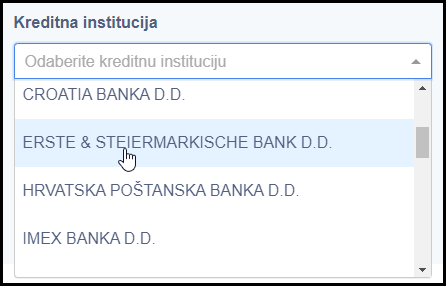 Kreditna institucija
Odaberite kreditnu instituciju
CROATIA BANKA D.D.
ERSTE & STEIERMARKISCHE BANK D.D.
HRVATSKA POŠTANSKA BANKA D.D.
IMEX BANKA D.D.